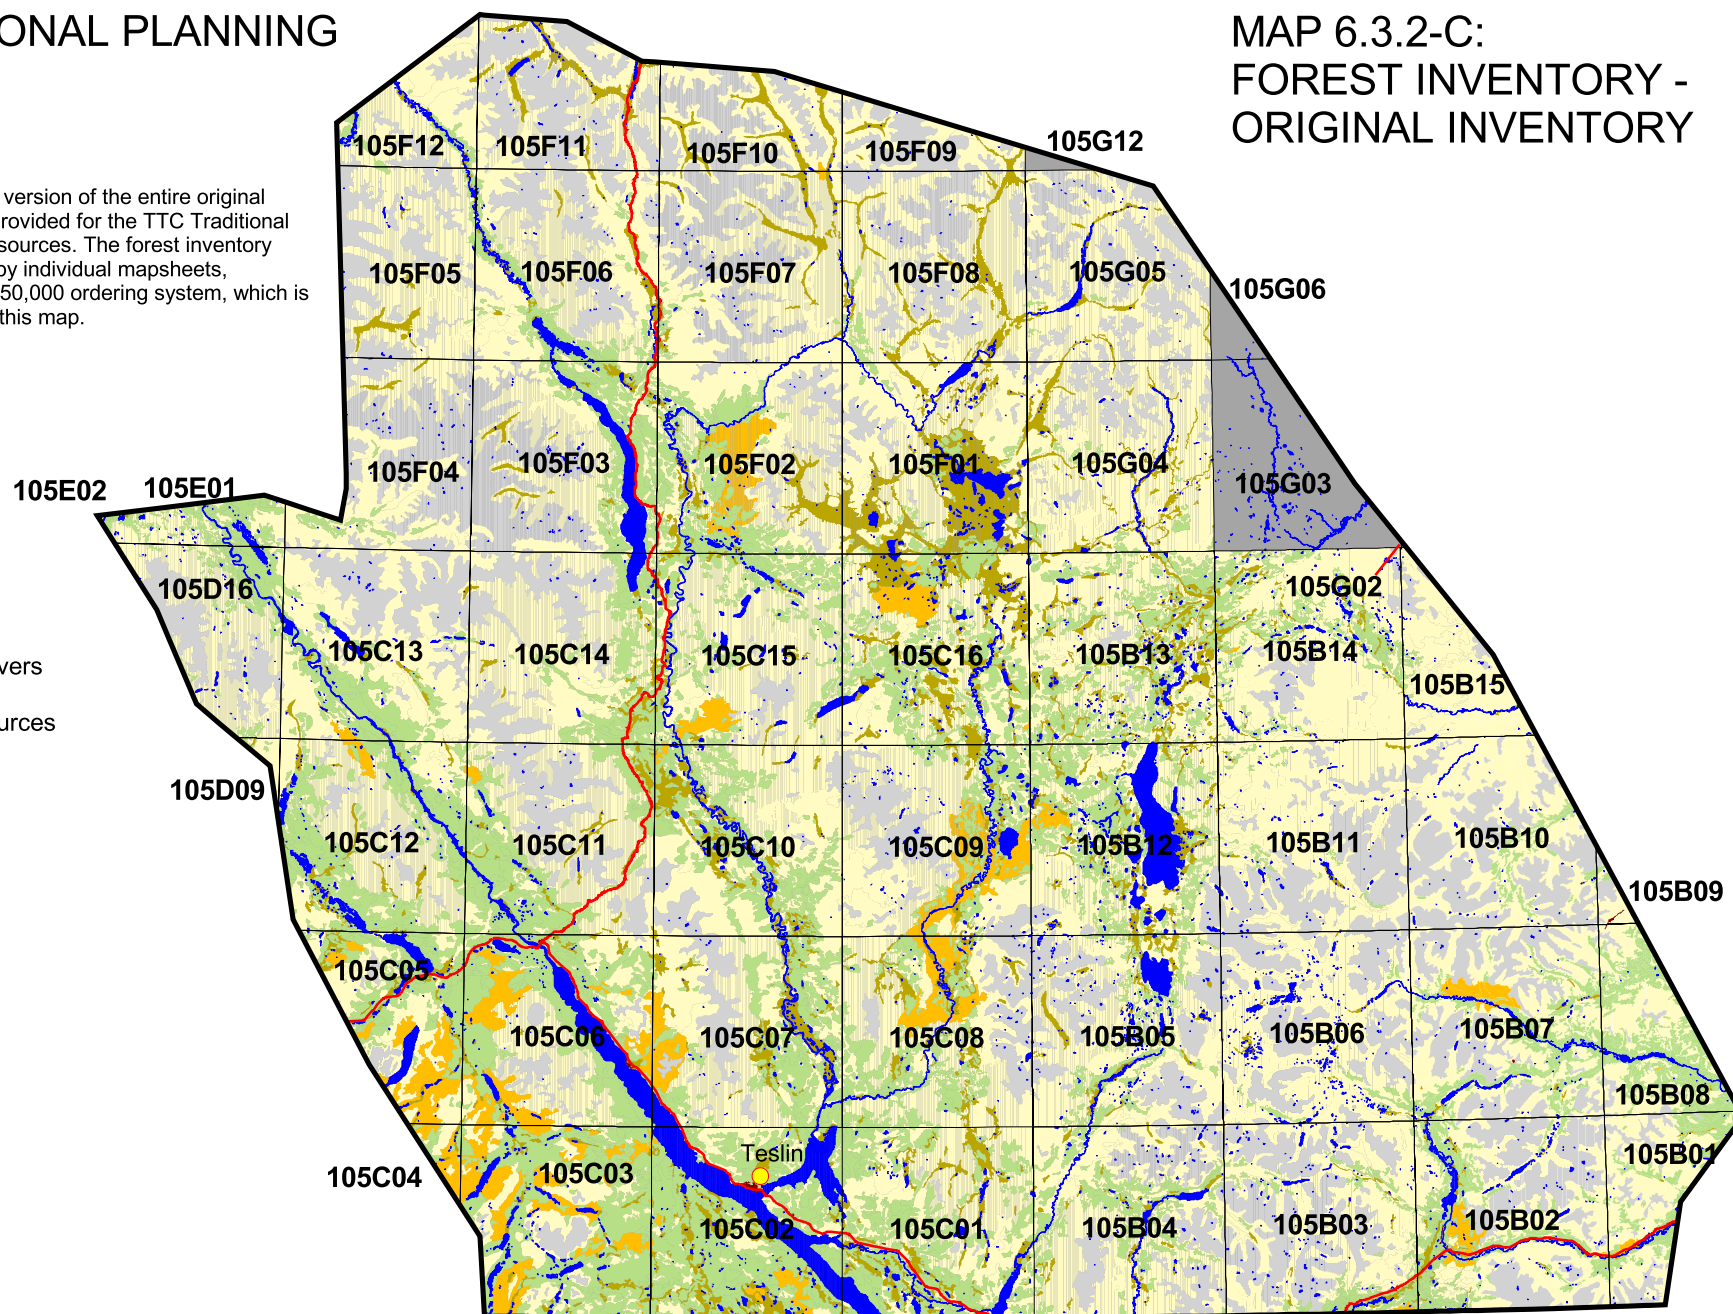 ONAL PLANNING
MAP 6.3.2-C:
FOREST INVENTORY -
ORIGINAL INVENTORY
version of the entire original
rovided for the TTC Traditional
sources. The forest inventory
by individual mapsheets,
50,000 ordering system, which is
this map.
vers
urces
105F12
105F11
105F10
105F09
105G12
105F05
105F06
105F07
105F08
105G05
105G06
105F04
105F03
105F02
105F01
105G04
105G03
105E02
105E01
105D16
105C13
105C14
105C15
105C16
105B13
105G02
105B14
105B15
105D09
105C12
105C11
105C10
105C09
105B12
105B11
105B10
105B09
105C05
105C06
105C07
105C08
105B05
105B06
105B07
105B08
105C04
105C03
Teslin
105C02
105C01
105B04
105B03
105B02
105B01